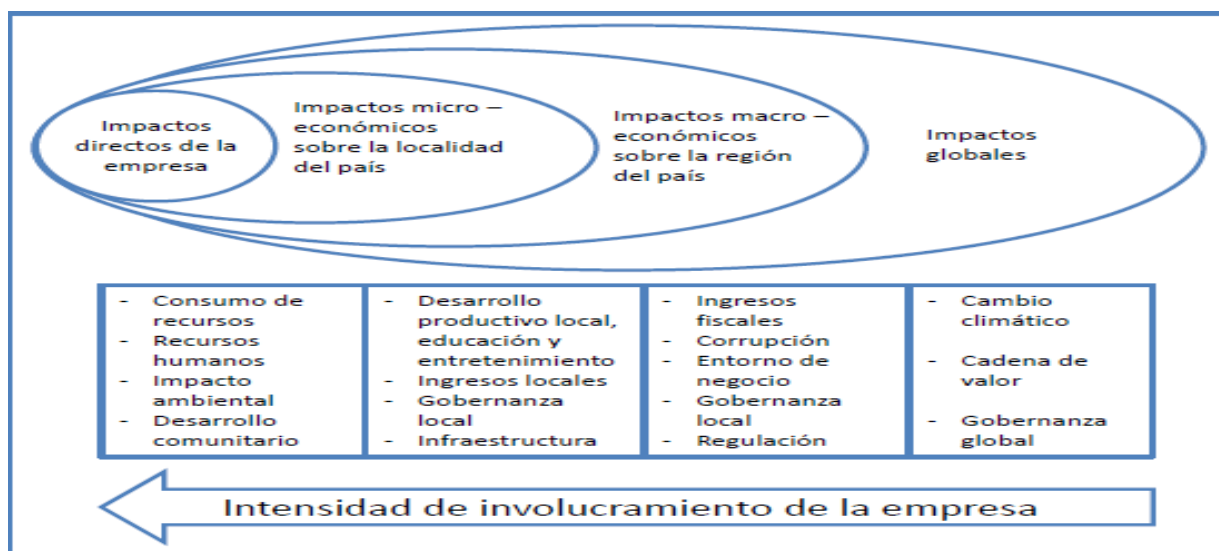 Impactos
directos de la
empresa
Impactos micro –
económicos
sobre la localidad
del país
Impactos macro –
económicos
sobre la región
del país
Impactos
globales
- Consumo de
recursos
- Recursos
humanos
- Impacto
ambiental
- Desarrollo
comunitario
- Desarrollo
productivo local,
educación y
entretenimiento
- Ingresos locales
- Gobernanza
local
- Infraestructura
- Ingresos
fiscales
- Corrupción
- Entorno de
negocio
- Gobernanza
local
- Regulación
- Cambio
climático
- Cadena de
valor
- Gobernanza
global
Intensidad de involucramiento de la empresa